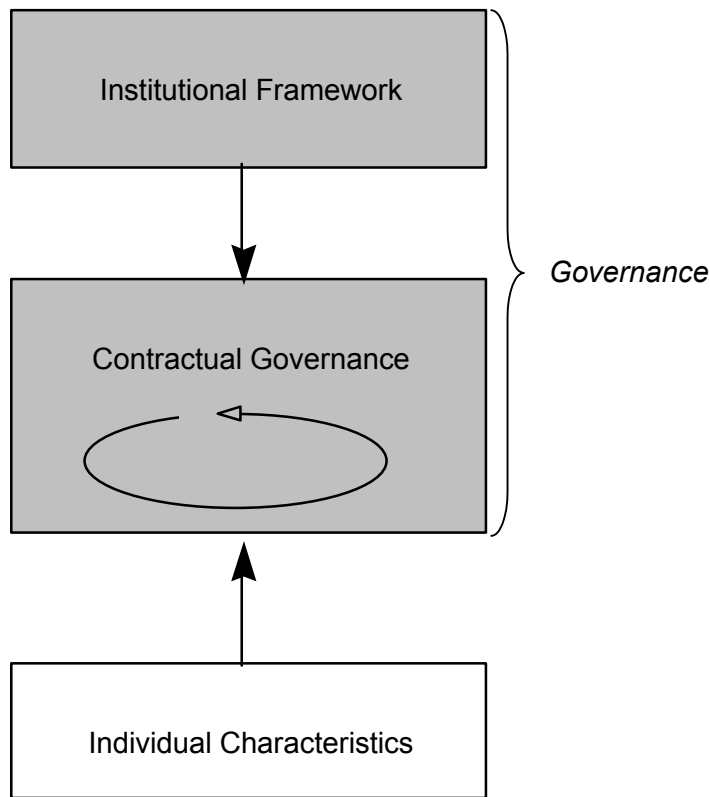 Institutional Framework
Governance
Contractual Governance
Individual Characteristics